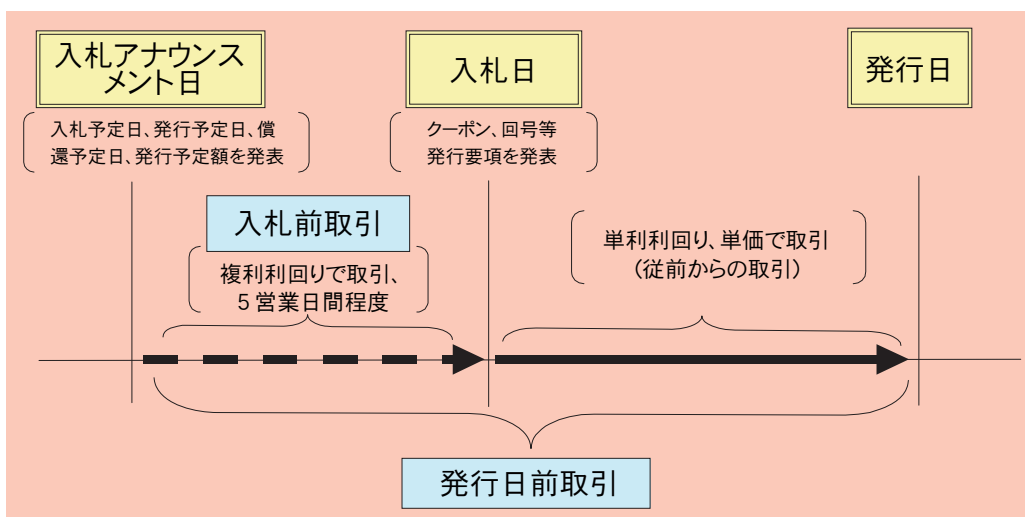 入札アナウンス
メント日
入札日
発行日
入札予定日、発行予定日、償
還予定日、発行予定額を発表
クーポン、回号等
発行要項を発表
入札前取引
複利利回りで取引、
5営業日間程度
単利利回り、単価で取引
(従前からの取引)
発行日前取引